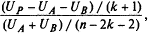 (U_P − U_A − U_B) / (k + 1)
(U_A + U_B) / (n − 2k − 2) ,